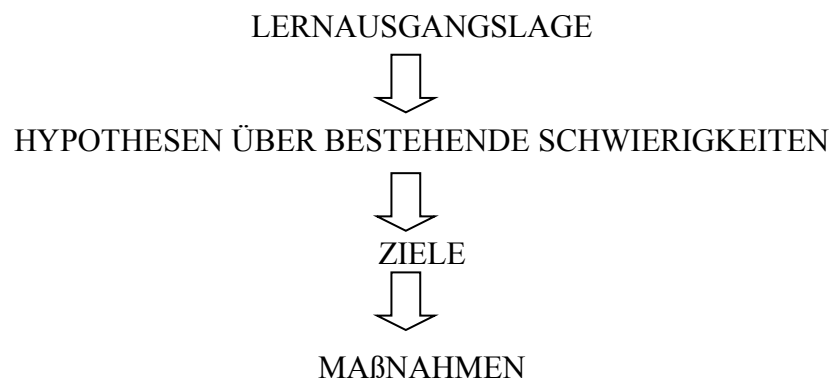 LERNAUSGANGSLAGE
HYPOTHESEN ÜBER BESTEHENDE SCHWIERIGKEITEN
ZIELE
MAßNAHMEN